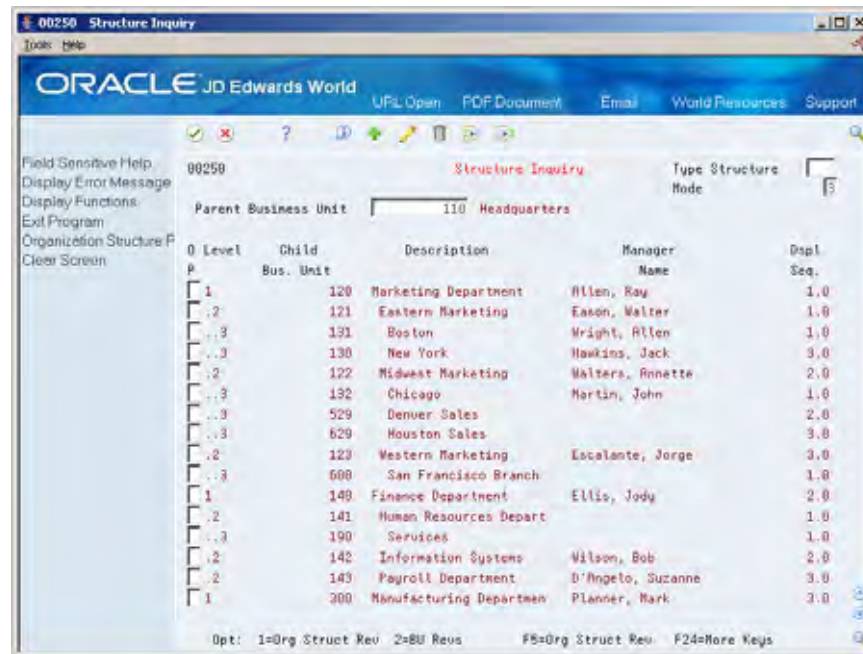 00250 Structure Inquiry
Tools Help
ORACLE JD Edwards World
URL Open PDF Document Email World Resources Support
Field Sensitive Help
Display Error Message
Display Functions
Exit Program
Organization Structure P
Clear Screen
00250 Structure Inquiry Type Structure
Mode 3
Parent Business Unit 110 Headquarters
O Level Child Description Manager Dspl
P Bus. Unit Name Seq.
1 120 Marketing Department Allen, Ray 1.0
.2 121 Eastern Marketing Eason, Walter 1.0
..3 131 Boston Wright, Allen 1.0
..3 130 New York Hawkins, Jack 3.0
.2 122 Midwest Marketing Walters, Annette 2.0
..3 132 Chicago Martin, John 1.0
..3 529 Denver Sales 2.0
..3 629 Houston Sales 3.0
.2 123 Western Marketing Escalante, Jorge 3.0
..3 600 San Francisco Branch 1.0
1 140 Finance Department Ellis, Jody 2.0
.2 141 Human Resources Depart 1.0
..3 190 Services 1.0
.2 142 Information Systems Wilson, Bob 2.0
.2 143 Payroll Department D'Angelo, Suzanne 3.0
1 300 Manufacturing Departmen Planner, Mark 3.0
Opt: 1=Org Struct Rev 2=BU Revs F5=Org Struct Rev F24=More Keys